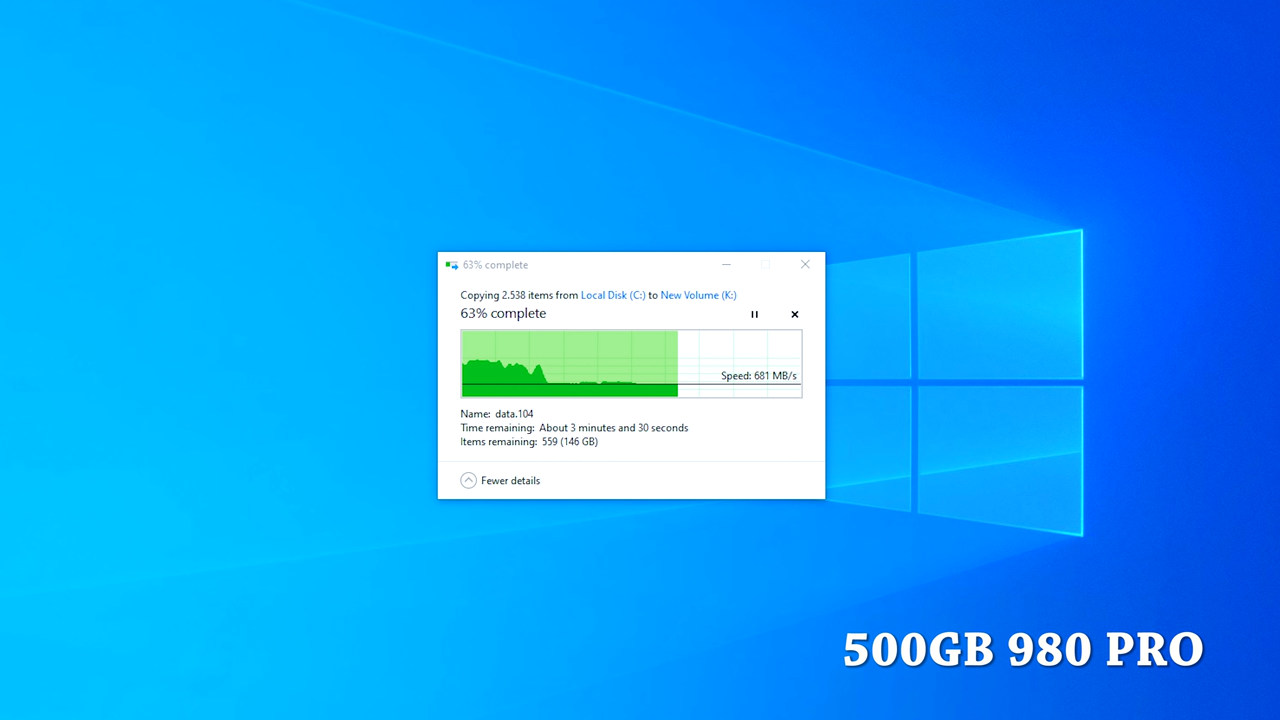 63% complete
Copying 2.538 items from Local Disk (C:) to New Volume (K:)
63% complete
Speed: 681 MB/s
Name: data.104
Time remaining: About 3 minutes and 30 seconds
Items remaining: 559 (146 GB)
Fewer details
500GB 980 PRO